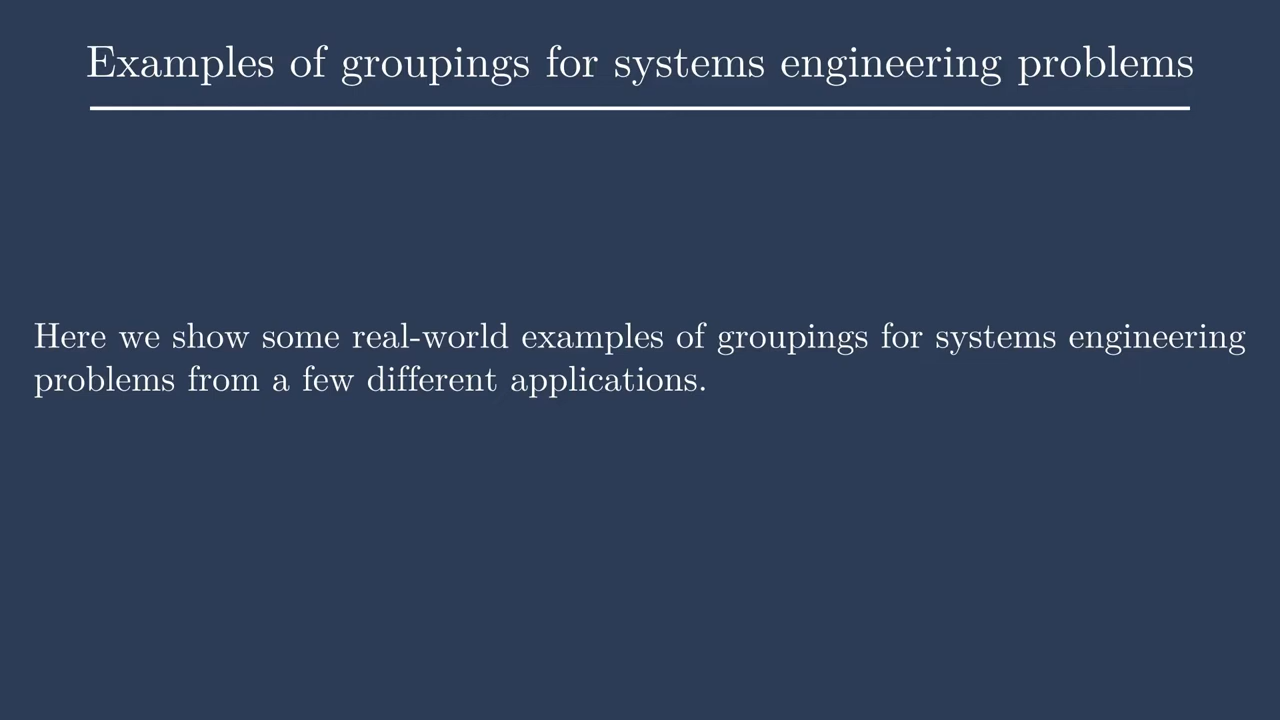 Examples of groupings for systems engineering problems
Here we show some real-world examples of groupings for systems engineering
problems from a few different applications.